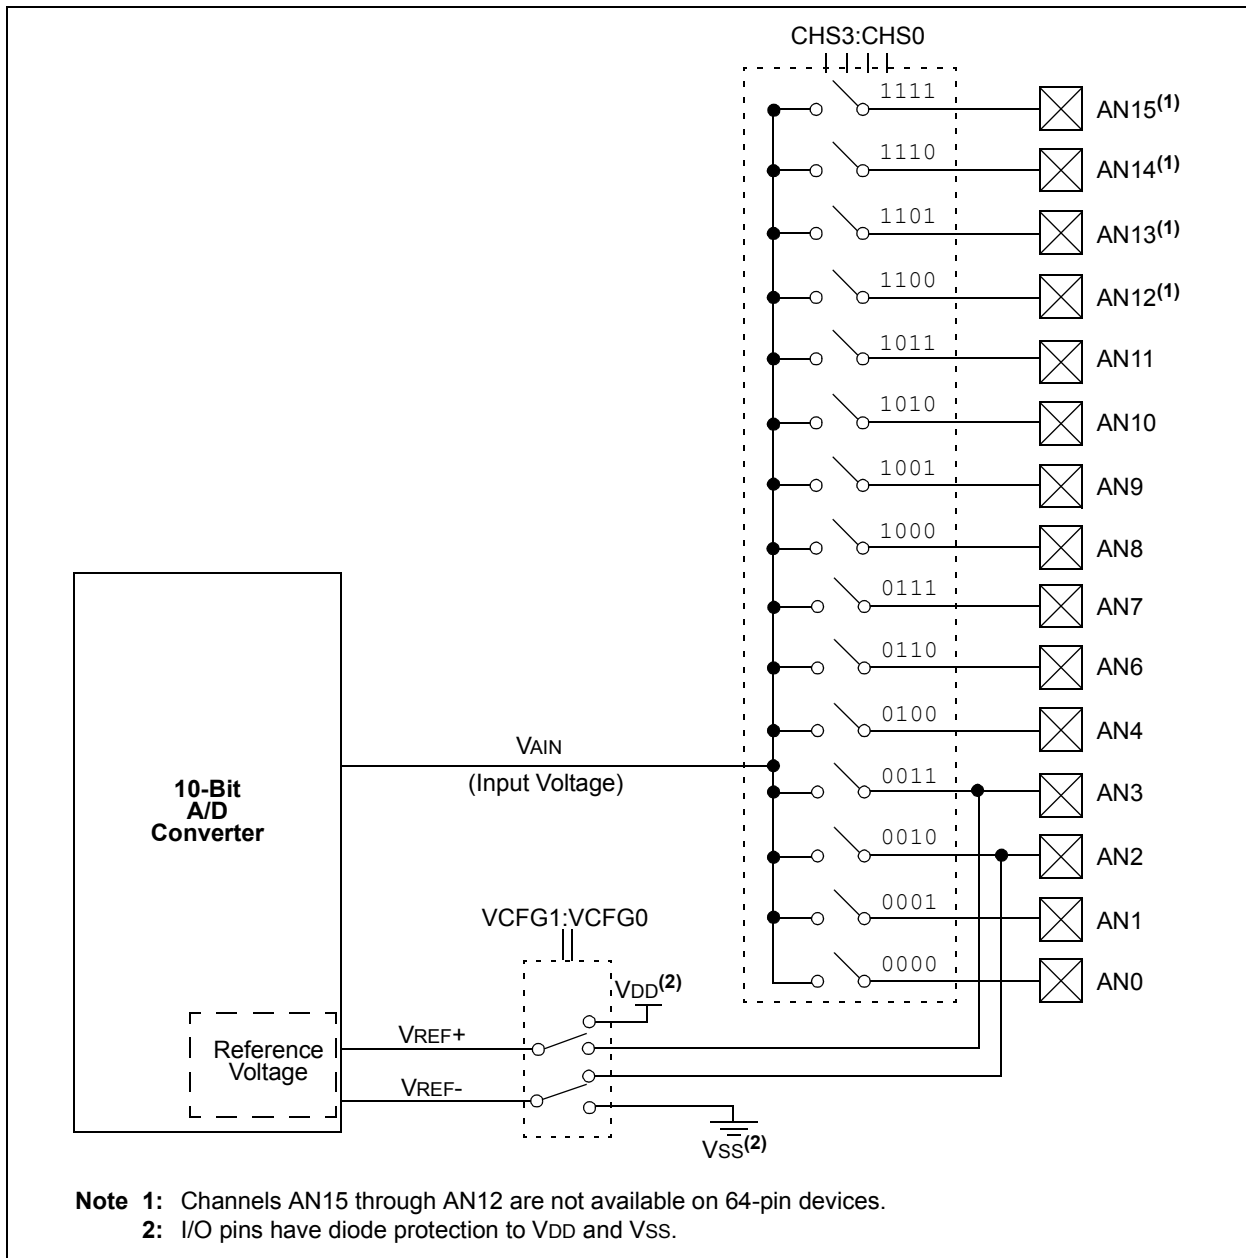 CHS3:CHS0
1111 AN15(1)
1110 AN14(1)
1101 AN13(1)
1100 AN12(1)
1011 AN11
1010 AN10
1001 AN9
1000 AN8
0111 AN7
0110 AN6
0100 AN4
VAIN
(Input Voltage)
0011 AN3
0010 AN2
0001 AN1
0000 AN0
10-Bit
A/D
Converter
VCFG1:VCFG0
VDD(2)
VREF+
Reference
Voltage
VREF-
VSS(2)
Note 1: Channels AN15 through AN12 are not available on 64-pin devices.
2: I/O pins have diode protection to VDD and VSS.